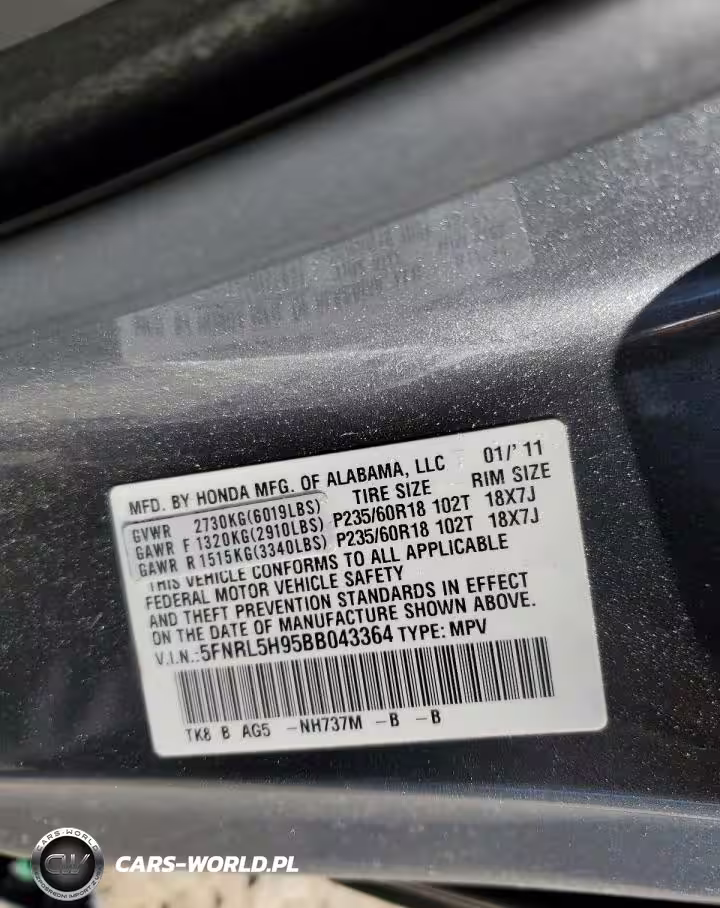 MFD. BY HONDA MFG. OF ALABAMA, LLC 01/'11
TIRE SIZE RIM SIZE
GVWR 2730KG(6019LBS)
GAWR F 1320KG(2910LBS) P235/60R18 102T 18X7J
GAWR R 1515KG(3340LBS) P235/60R18 102T 18X7J
THIS VEHICLE CONFORMS TO ALL APPLICABLE
FEDERAL MOTOR VEHICLE SAFETY
AND THEFT PREVENTION STANDARDS IN EFFECT
ON THE DATE OF MANUFACTURE SHOWN ABOVE.
V.I.N.:5FNRL5H95BB043364 TYPE: MPV
TK8 B AG5 -NH737M -B -B
CARS-WORLD
CW
CARS-WORLD.PL